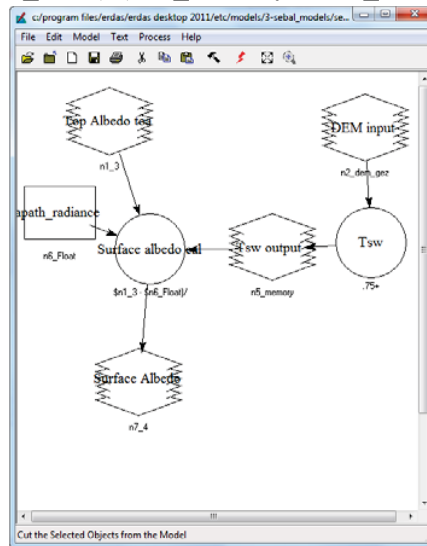 c:/program files/erdas/erdas desktop 2011/etc/models/3-sebal_models/se...
File Edit Model Text Process Help
Top Albedo toa
n1_3
DEM input
n2_dem_gez
apath_radiance
n6_Float
Surface albedo cal
$n1_3 - $n6_Float)/
Tsw output
n5_memory
Tsw
.75+
Surface Albedo
n7_4
Cut the Selected Objects from the Model